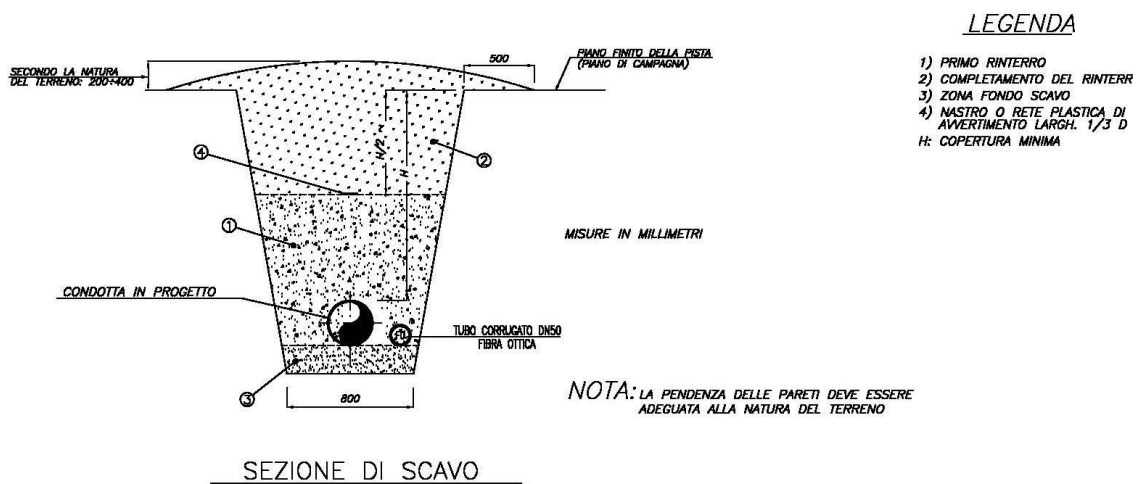 LEGENDA
1) PRIMO RINTERRO
2) COMPLETAMENTO DEL RINTERR
3) ZONA FONDO SCAVO
4) NASTRO O RETE PLASTICA DI
AVVERTIMENTO LARGH. 1/3 D
H: COPERTURA MINIMA
500
PIANO FINITO DELLA PISTA
(PIANO DI CAMPAGNA)
SECONDO LA NATURA
DEL TERRENO: 200÷400
H/2 ~
H
2
4
1
MISURE IN MILLIMETRI
CONDOTTA IN PROGETTO
TUBO CORRUGATO DN50
FIBRA OTTICA
3
800
NOTA: LA PENDENZA DELLE PARETI DEVE ESSERE
ADEGUATA ALLA NATURA DEL TERRENO
SEZIONE DI SCAVO